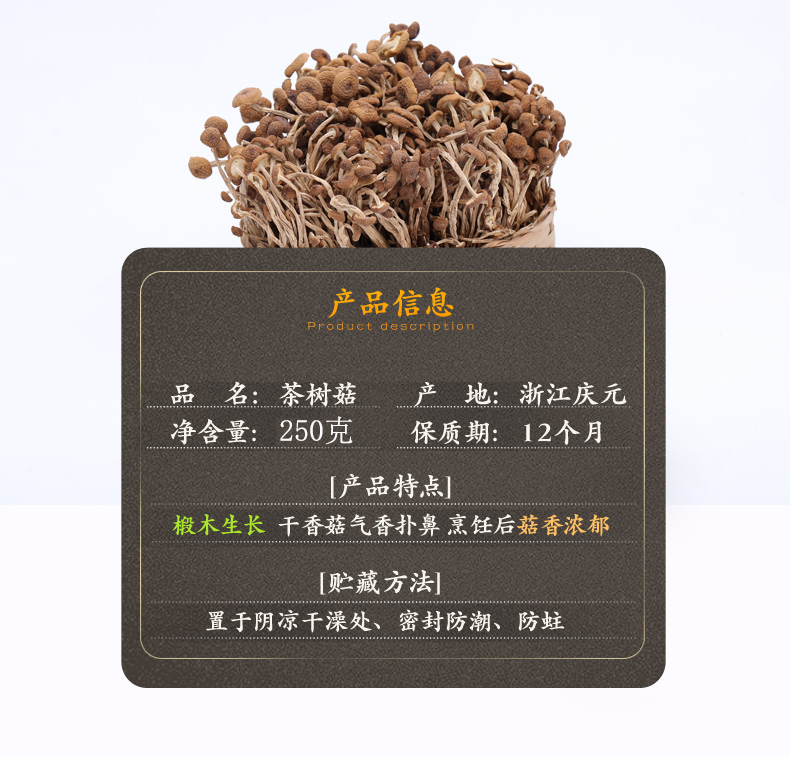 产品信息
Product description
品 名： 茶树菇 产 地： 浙江庆元
净含量： 250克 保质期： 12个月
[产品特点]
椴木生长 干香菇气香扑鼻 烹饪后菇香浓郁
[贮藏方法]
置于阴凉干澡处、密封防潮、防蛀